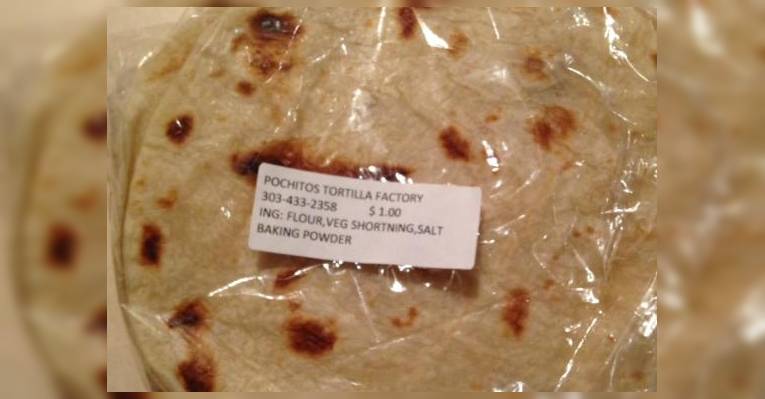 POCHITOS TORTILLA FACTORY
303-433-2358 $ 1.00
ING: FLOUR,VEG SHORTNING,SALT
BAKING POWDER